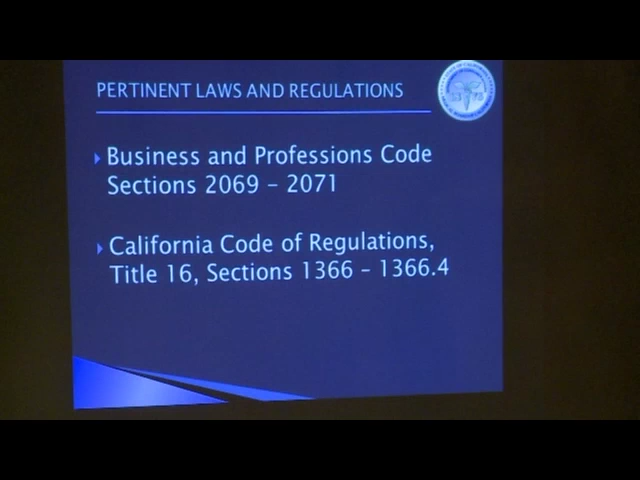 PERTINENT LAWS AND REGULATIONS
Business and Professions Code
Sections 2069 – 2071
California Code of Regulations,
Title 16, Sections 1366 – 1366.4